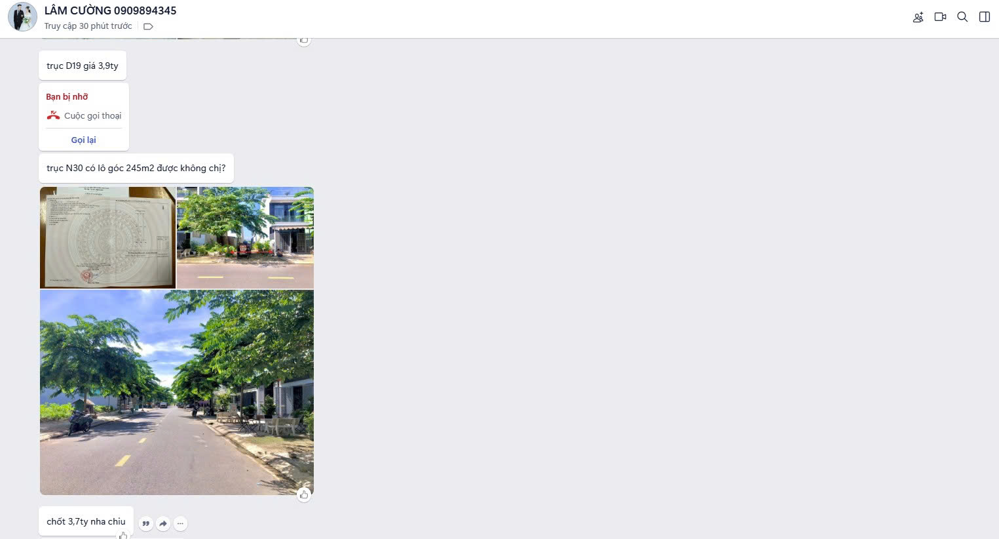 LÂM CƯỜNG 0909894345
Truy cập 30 phút trước
trục D19 giá 3,9ty
Bạn bị nhỡ
Cuộc gọi thoại
Gọi lại
trục N30 có lô góc 245m2 được không chị?
chốt 3,7ty nha chiu